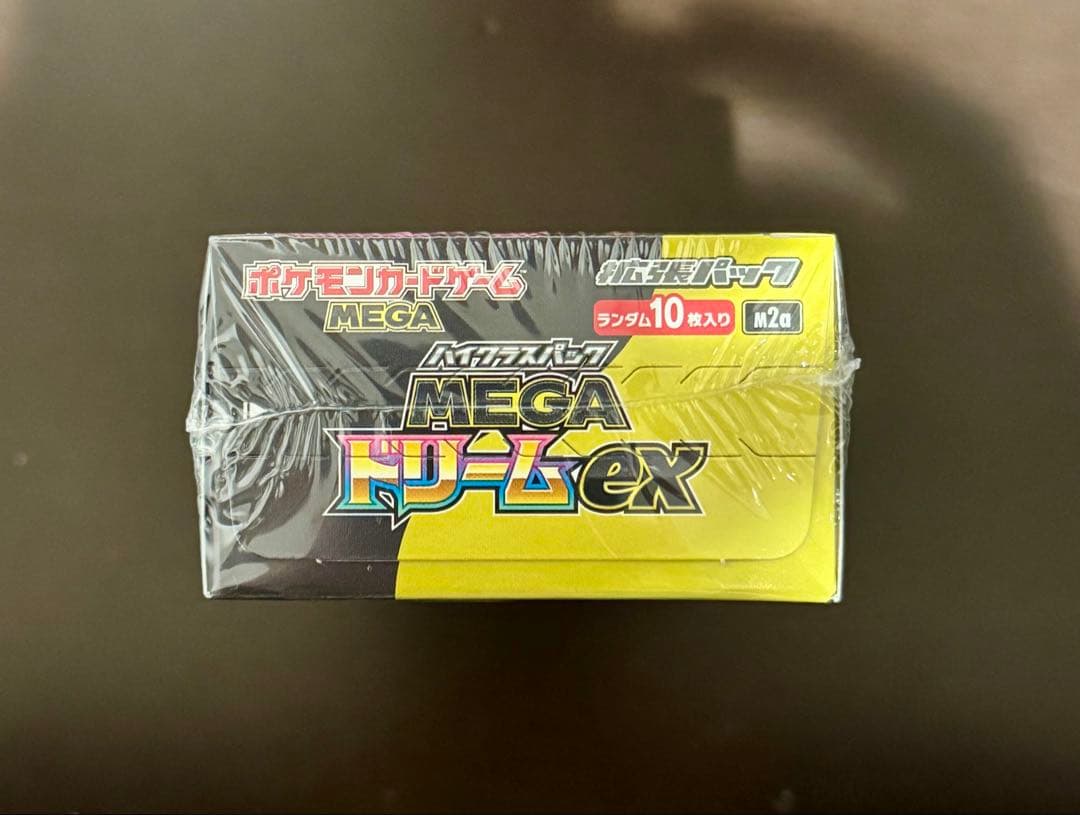 ポケモンカードゲーム
MEGA
拡張パック
ランダム10枚入り M2a
ハイクラスパック
MEGA
ドリームex